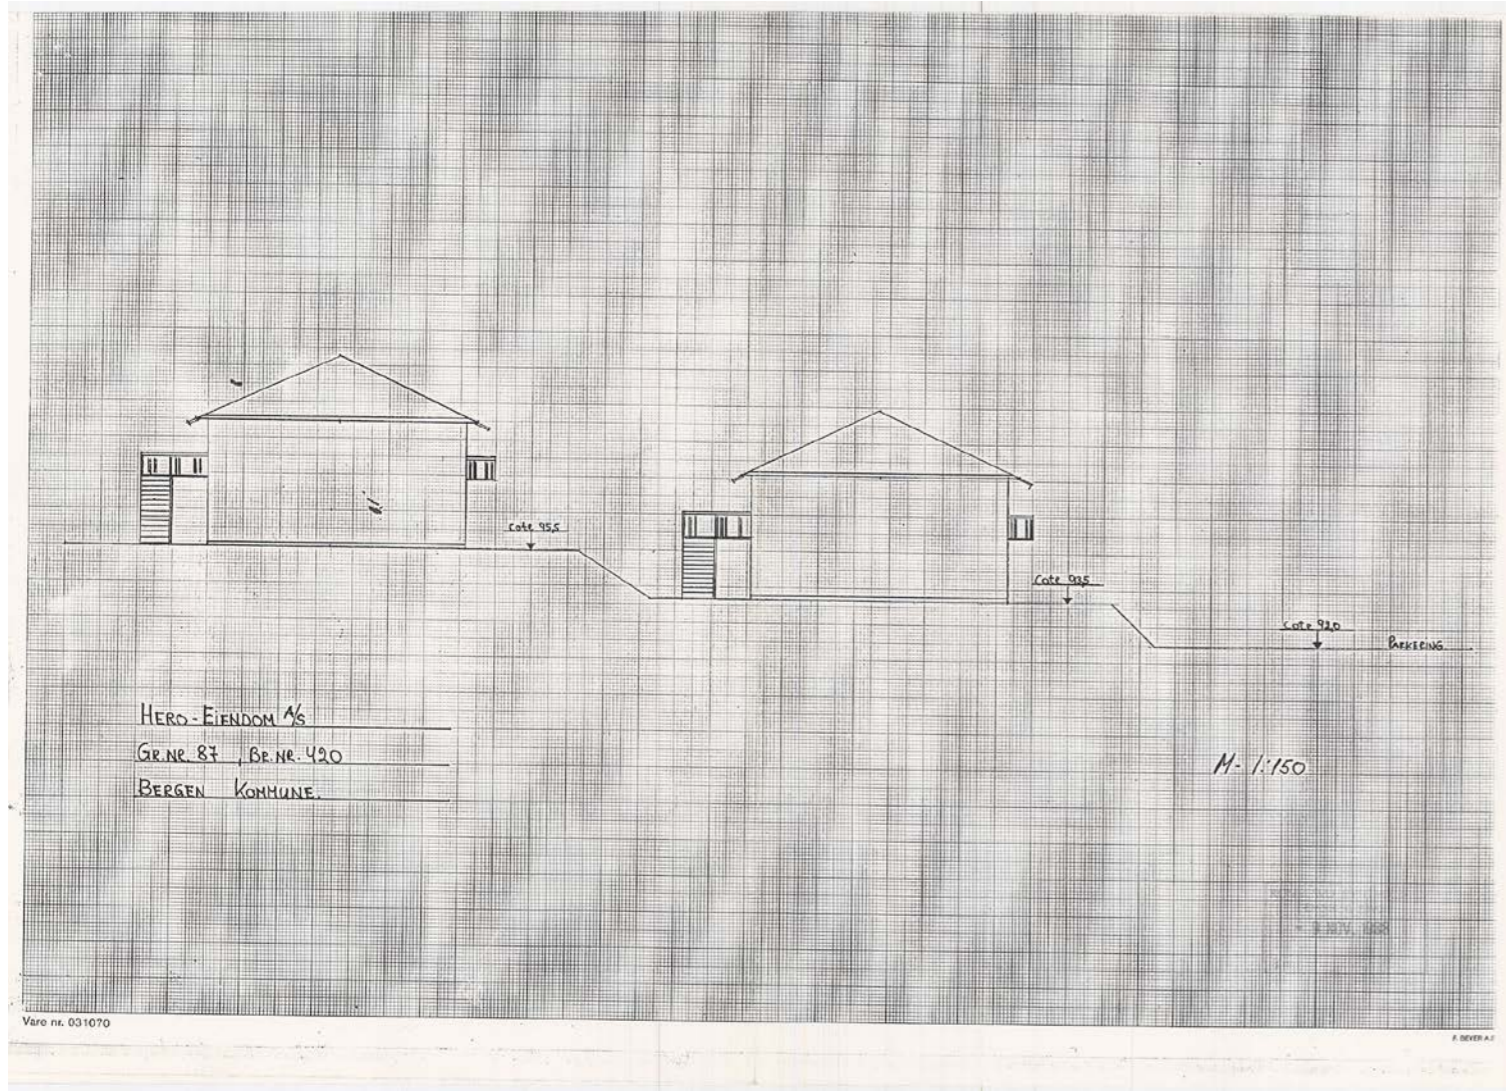 Cote 95,5
Cote 93,5
Cote 92,0
PARKERING.
HERO-EIENDOM A/S
GR.NR. 87 , BR.NR. 420
BERGEN KOMMUNE.
M- 1:150
Vare nr. 031070